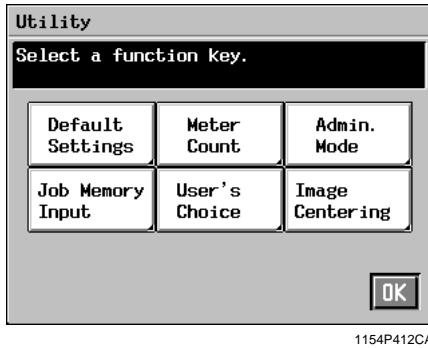 Utility
Select a function key.
Default
Settings
Meter
Count
Admin.
Mode
Job Memory
Input
User's
Choice
Image
Centering
OK
1154P412CA